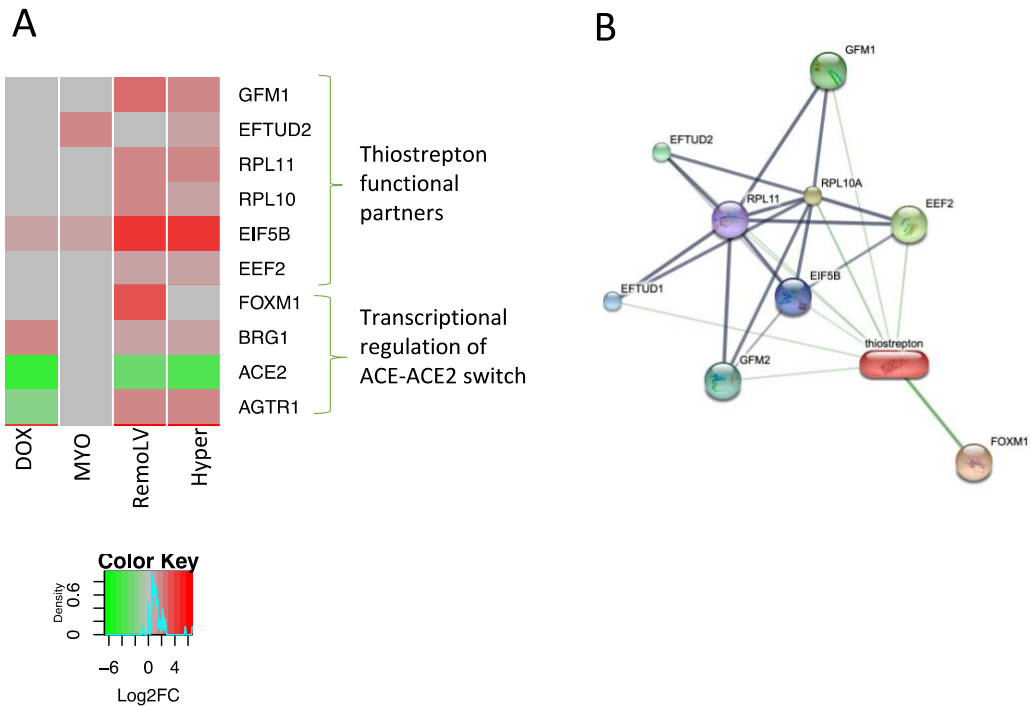 A
GFM1
EFTUD2
RPL11
RPL10
EIF5B
EEF2
FOXM1
BRG1
ACE2
AGTR1
Thiostrepton
functional
partners
Transcriptional
regulation of
ACE-ACE2 switch
DOX
MYO
RemoLV
Hyper
Color Key
Density
0 0.6
−6 0 4
Log2FC
B
GFM1
EFTUD2
RPL10A
RPL11
EEF2
EIF5B
EFTUD1
thiostrepton
GFM2
FOXM1